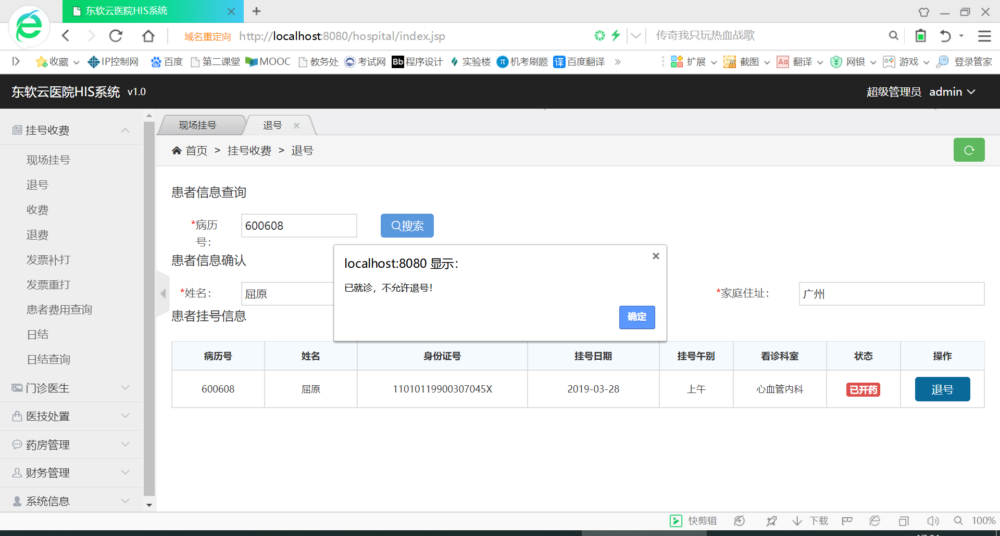 东软云医院HIS系统
域名重定向 http://localhost:8080/hospital/index.jsp 传奇我只玩热血战歌
收藏 IP控制网 百度 第二课堂 MOOC 教务处 考试网 Bb 程序设计 实验楼 π 机考刷题 译 百度翻译 » 扩展 截图 Aa 翻译 网银 游戏 登录管家
东软云医院HIS系统 v1.0 超级管理员 admin
挂号收费
现场挂号
退号
收费
退费
发票补打
发票重打
患者费用查询
日结
日结查询
门诊医生
医技处置
药房管理
财务管理
系统信息
现场挂号 退号
首页 > 挂号收费 > 退号
患者信息查询
*病历号: 600608 搜索
患者信息确认
*姓名: 屈原 *家庭住址: 广州
患者挂号信息
localhost:8080 显示:
已就诊，不允许退号！
确定
病历号 姓名 身份证号 挂号日期 挂号午别 看诊科室 状态 操作
600608 屈原 11010119900307045X 2019-03-28 上午 心血管内科 已开药 退号
快剪辑 下载 100%